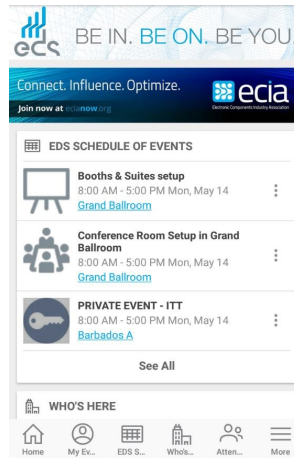 ecs BE IN. BE ON. BE YOU
Connect. Influence. Optimize.
Join now at ecianow.org
ecia
Electronic Components Industry Association
EDS SCHEDULE OF EVENTS
Booths & Suites setup
8:00 AM - 5:00 PM Mon, May 14
Grand Ballroom
Conference Room Setup in Grand
Ballroom
8:00 AM - 5:00 PM Mon, May 14
Grand Ballroom
PRIVATE EVENT - ITT
8:00 AM - 5:00 PM Mon, May 14
Barbados A
See All
WHO'S HERE
Home My Ev... EDS S... Who's... Atten... More